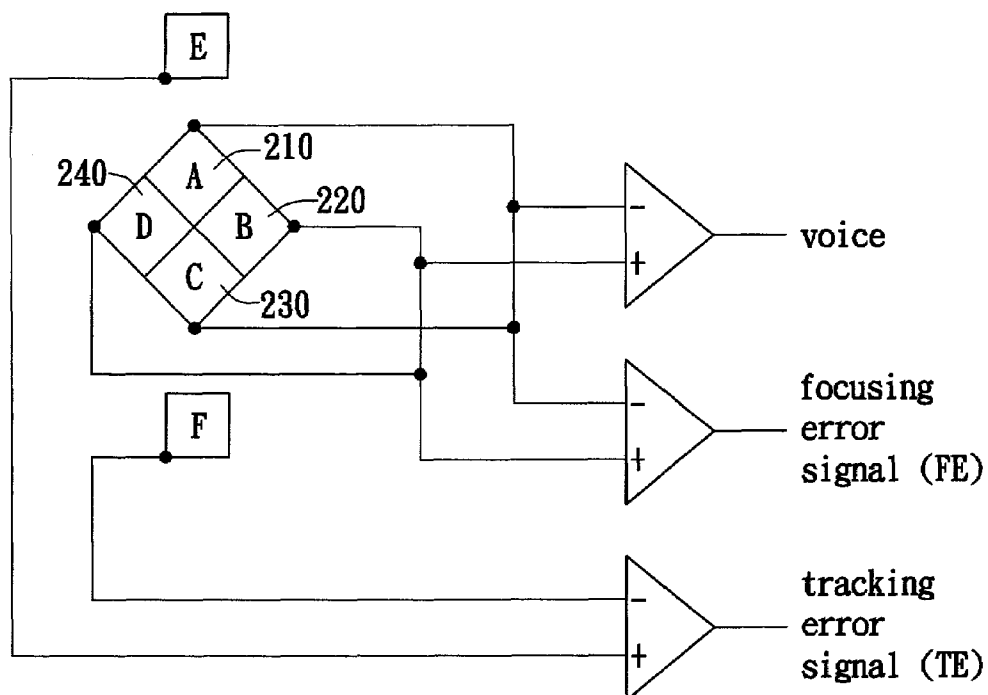 E
210
240
A
220
D
B
C
230
F
-
+
voice
-
+
focusing
error
signal (FE)
-
+
tracking
error
signal (TE)